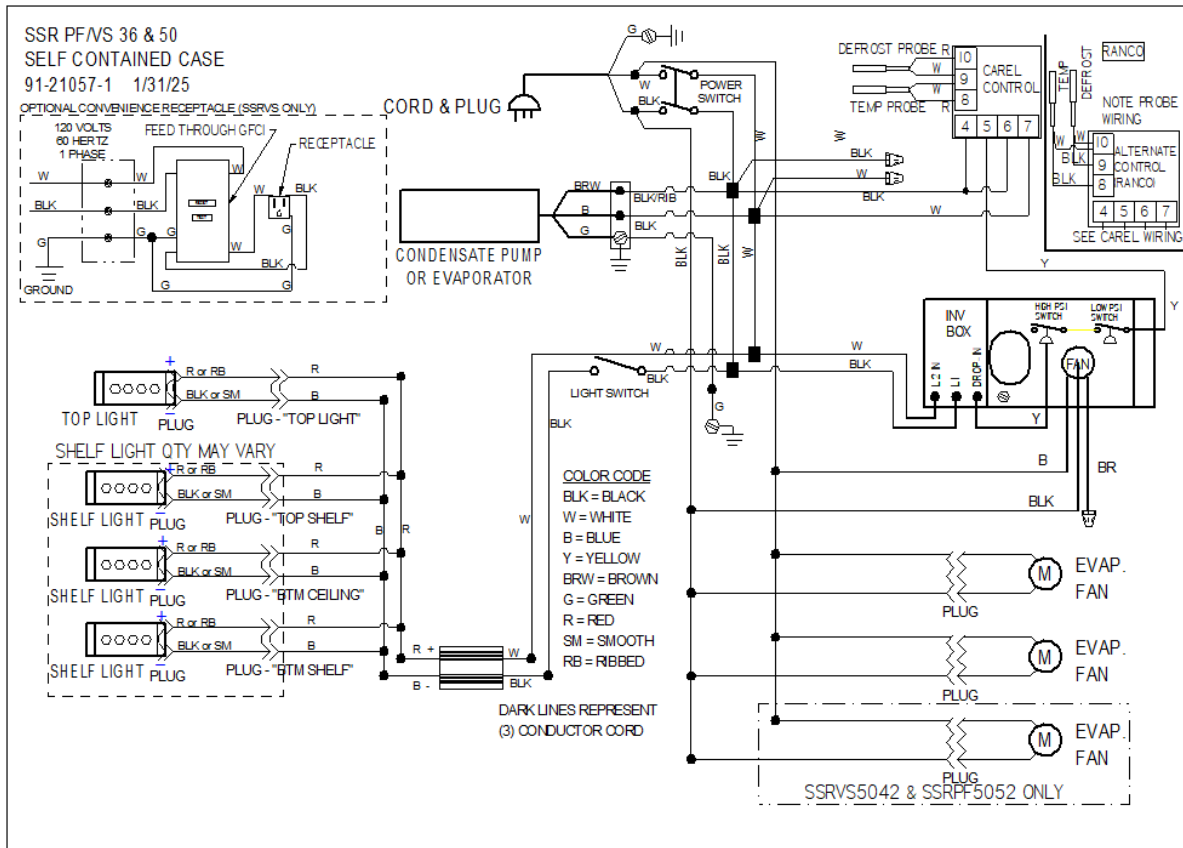 SSR PF/VS 36 & 50
SELF CONTAINED CASE
91-21057-1 1/31/25
OPTIONAL CONVENIENCE RECEPTACLE (SSRVS ONLY)
120 VOLTS
60 HERTZ
1 PHASE
FEED THROUGH GFCI
RECEPTACLE
W
W
W
W
BLK
BLK
BLK
RESET
TEST
G
G
G
W
BLK
G
G
GROUND
CORD & PLUG
G
W
BLK
POWER
SWITCH
CONDENSATE PUMP
OR EVAPORATOR
BRW
B
G
BLK/RIB
BLK
BLK
BLK
BLK
W
W
W
W
BLK
BLK
W
W
BLK
W
DEFROST PROBE R
W
W
TEMP PROBE R
10
9
8
CAREL
CONTROL
4 5 6 7
TEMP
DEFROST
RANCO
NOTE PROBE
WIRING
W
W
BLK
BLK
10
9
8
ALTERNATE
CONTROL
(RANCO)
4 5 6 7
SEE CAREL WIRING
Y
Y
INV
BOX
HIGH PSI
SWITCH
LOW PSI
SWITCH
FAN
L2 N
L1
DROP IN
Y
B
BR
BLK
W
W
W
BLK
BLK
LIGHT SWITCH
BLK
G
+
R or RB
R
BLK or SM
B
TOP LIGHT
–
PLUG
PLUG - "TOP LIGHT"
SHELF LIGHT QTY MAY VARY
+
R or RB
R
BLK or SM
B
SHELF LIGHT
–
PLUG
PLUG - "TOP SHELF"
+
R or RB
R
BLK or SM
B
SHELF LIGHT
–
PLUG
PLUG - "BTM CEILING"
+
R or RB
R
BLK or SM
B
SHELF LIGHT
–
PLUG
PLUG - "BTM SHELF"
B
R
W
R +
W
B -
BLK
DARK LINES REPRESENT
(3) CONDUCTOR CORD
COLOR CODE
BLK = BLACK
W = WHITE
B = BLUE
Y = YELLOW
BRW = BROWN
G = GREEN
R = RED
SM = SMOOTH
RB = RIBBED
PLUG
M
EVAP.
FAN
PLUG
M
EVAP.
FAN
PLUG
M
EVAP.
FAN
SSRVS5042 & SSRPF5052 ONLY